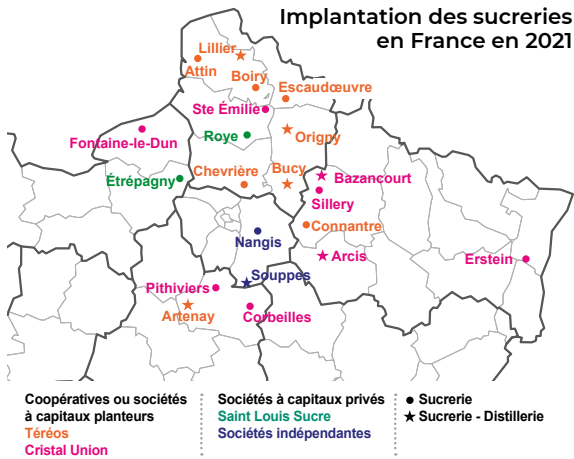 Implantation des sucreries
en France en 2021
Lillier
Attin
Boiry
Escaudœuvre
Ste Émilie
Fontaine-le-Dun
Roye
Origny
Étrépagny
Chevrière
Bucy
Bazancourt
Sillery
Connantre
Nangis
Arcis
Erstein
Souppes
Pithiviers
Artenay
Corbeilles
Coopératives ou sociétés
à capitaux planteurs
Téréos
Cristal Union
Sociétés à capitaux privés
Saint Louis Sucre
Sociétés indépendantes
Sucrerie
Sucrerie - Distillerie